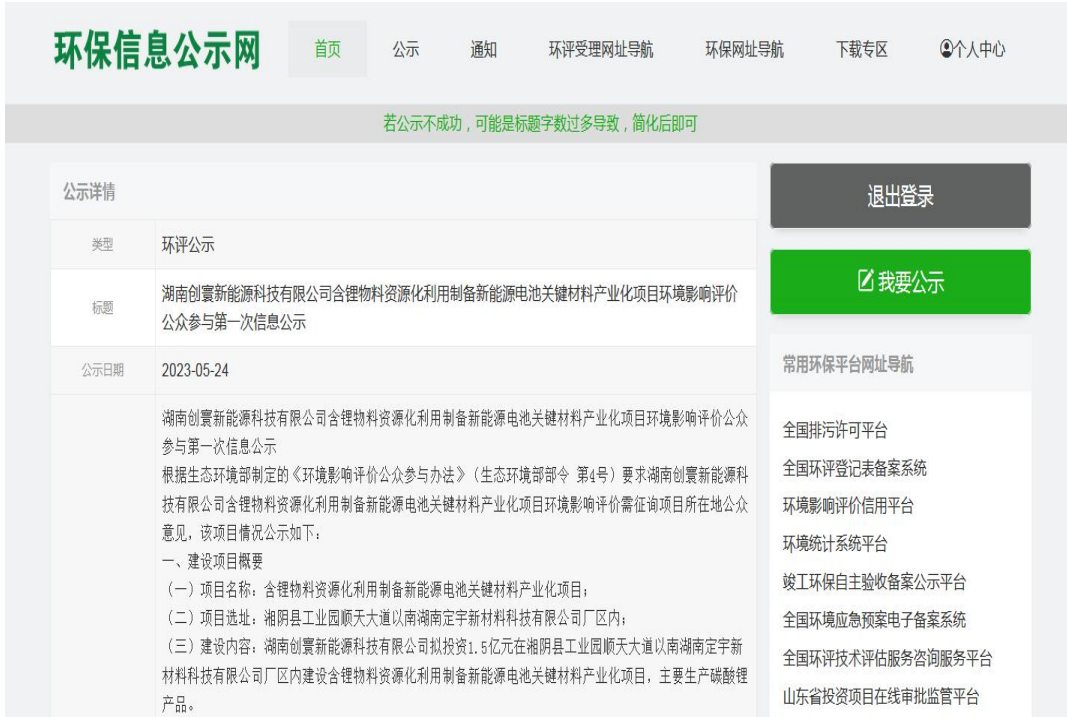 环保信息公示网
首页
公示
通知
环评受理网址导航
环保网址导航
下载专区
个人中心
若公示不成功，可能是标题字数过多导致，简化后即可
公示详情
类型
环评公示
标题
湖南创寰新能源科技有限公司含锂物料资源化利用制备新能源电池关键材料产业化项目环境影响评价
公众参与第一次信息公示
公示日期
2023-05-24
湖南创寰新能源科技有限公司含锂物料资源化利用制备新能源电池关键材料产业化项目环境影响评价公众
参与第一次信息公示
根据生态环境部制定的《环境影响评价公众参与办法》（生态环境部部令 第4号）要求湖南创寰新能源科
技有限公司含锂物料资源化利用制备新能源电池关键材料产业化项目环境影响评价需征询项目所在地公众
意见，该项目情况公示如下：
一、建设项目概要
（一）项目名称：含锂物料资源化利用制备新能源电池关键材料产业化项目；
（二）项目选址：湘阴县工业园顺天大道以南湖南定宇新材料科技有限公司厂区内；
（三）建设内容：湖南创寰新能源科技有限公司拟投资1.5亿元在湘阴县工业园顺天大道以南湖南定宇新
材料科技有限公司厂区内建设含锂物料资源化利用制备新能源电池关键材料产业化项目，主要生产碳酸锂
产品。
退出登录
我要公示
常用环保平台网址导航
全国排污许可平台
全国环评登记表备案系统
环境影响评价信用平台
环境统计系统平台
竣工环保自主验收备案公示平台
全国环境应急预案电子备案系统
全国环评技术评估服务咨询服务平台
山东省投资项目在线审批监管平台